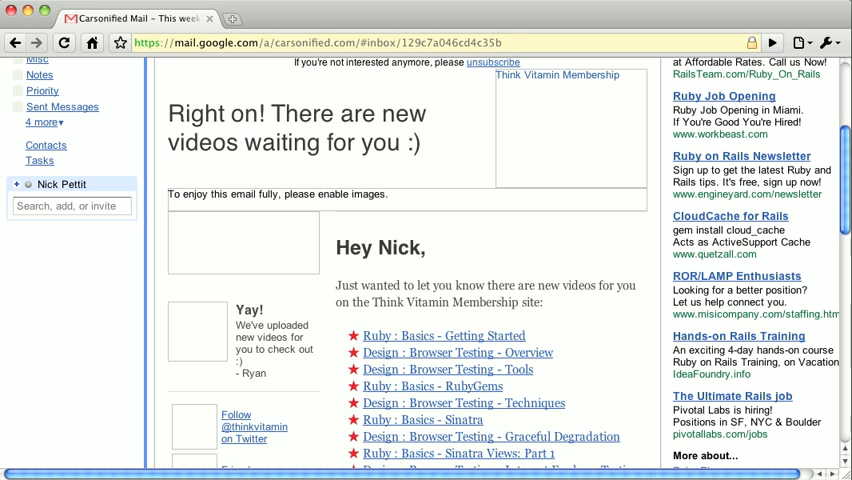 Carsonified Mail – This week
https://mail.google.com/a/carsonified.com/#inbox/129c7a046cd4c35b
Misc
Notes
Priority
Sent Messages
4 more▾
Contacts
Tasks
Nick Pettit
Search, add, or invite
If you're not interested anymore, please unsubscribe
Think Vitamin Membership
Right on! There are new
videos waiting for you :)
To enjoy this email fully, please enable images.
Yay!
We've uploaded
new videos for
you to check out
:)
- Ryan
Follow
@thinkvitamin
on Twitter
Hey Nick,
Just wanted to let you know there are new videos for you
on the Think Vitamin Membership site:
★ Ruby : Basics - Getting Started
★ Design : Browser Testing - Overview
★ Design : Browser Testing - Tools
★ Ruby : Basics - RubyGems
★ Design : Browser Testing - Techniques
★ Ruby : Basics - Sinatra
★ Design : Browser Testing - Graceful Degradation
★ Ruby : Basics - Sinatra Views: Part 1
at Affordable Rates. Call Us Now!
RailsTeam.com/Ruby_On_Rails
Ruby Job Opening
Ruby Job Opening in Miami.
If You're Good You're Hired!
www.workbeast.com
Ruby on Rails Newsletter
Sign up to get the latest Ruby and
Rails tips. It's free, sign up now!
www.engineyard.com/newsletter
CloudCache for Rails
gem install cloud_cache
Acts as ActiveSupport Cache
www.quetzall.com
ROR/LAMP Enthusiasts
Looking for a better position?
Let us help connect you.
www.misicompany.com/staffing.htm
Hands-on Rails Training
An exciting 4-day hands-on course
Ruby on Rails Training, on Vacation
IdeaFoundry.info
The Ultimate Rails job
Pivotal Labs is hiring!
Positions in SF, NYC & Boulder
pivotallabs.com/jobs
More about...